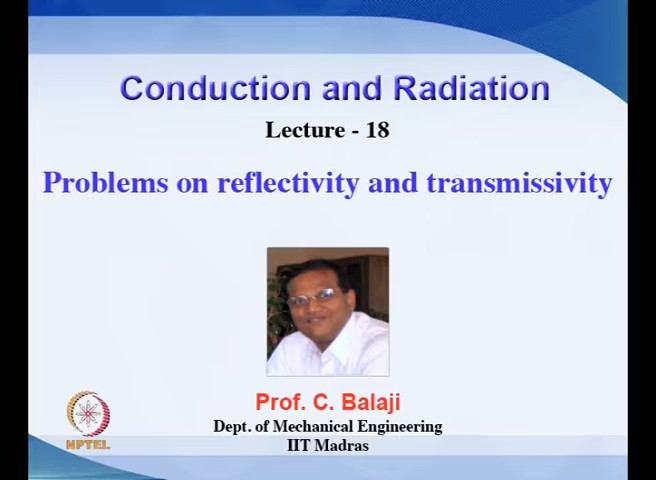 Conduction and Radiation
Lecture - 18
Problems on reflectivity and transmissivity
Prof. C. Balaji
Dept. of Mechanical Engineering
IIT Madras
NPTEL